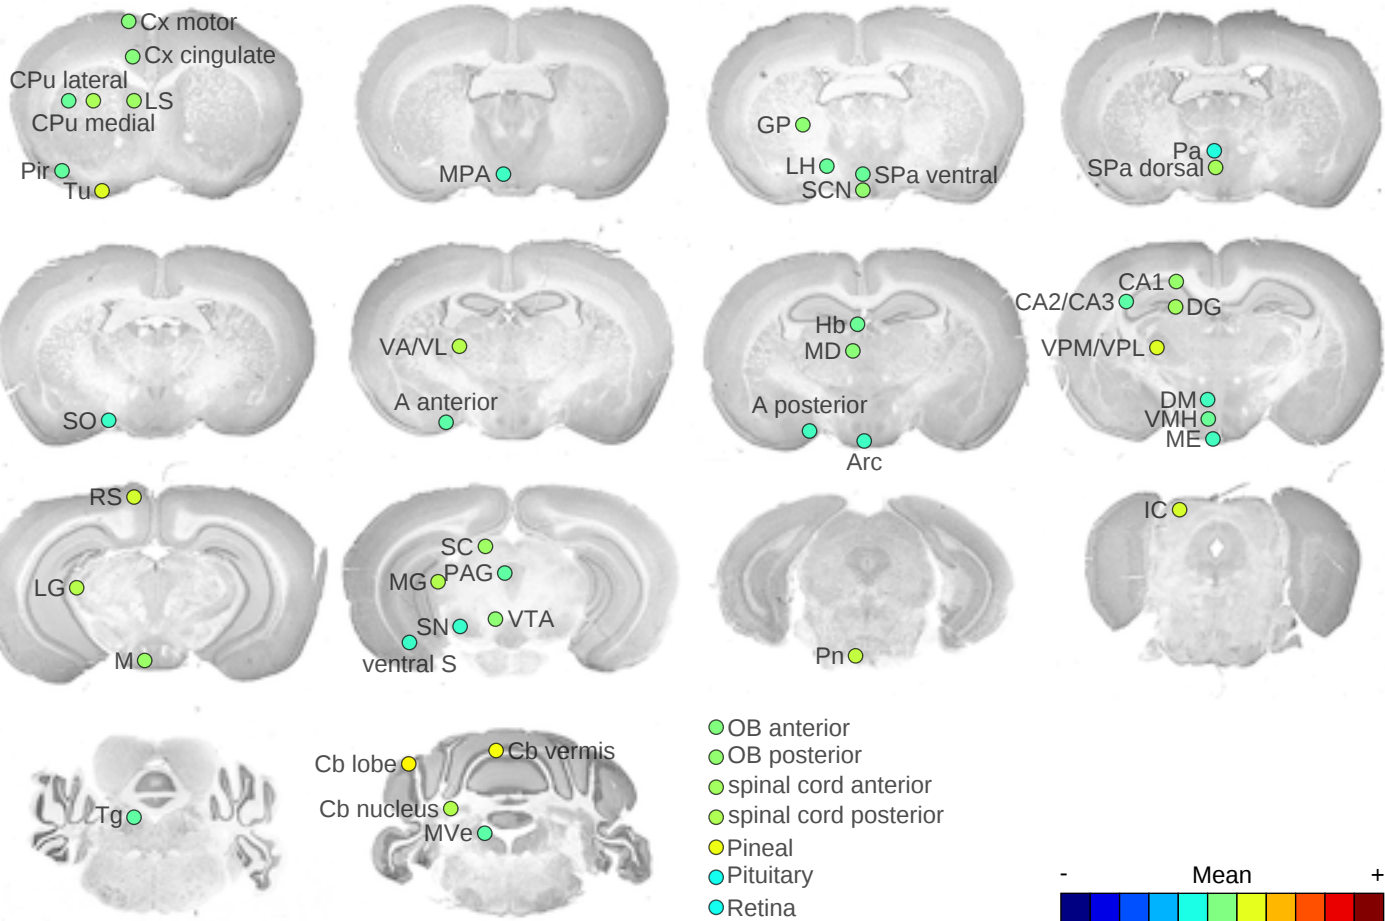 Cx motor
Cx cingulate
CPu lateral
LS
CPu medial
Pir
Tu
MPA
GP
LH
SPa ventral
SCN
Pa
SPa dorsal
SO
VA/VL
A anterior
Hb
MD
A posterior
Arc
CA1
CA2/CA3
DG
VPM/VPL
DM
VMH
ME
RS
LG
M
SC
MG
PAG
SN
VTA
ventral S
Pn
IC
Tg
Cb lobe
Cb vermis
Cb nucleus
MVe
OB anterior
OB posterior
spinal cord anterior
spinal cord posterior
Pineal
Pituitary
Retina
- Mean +